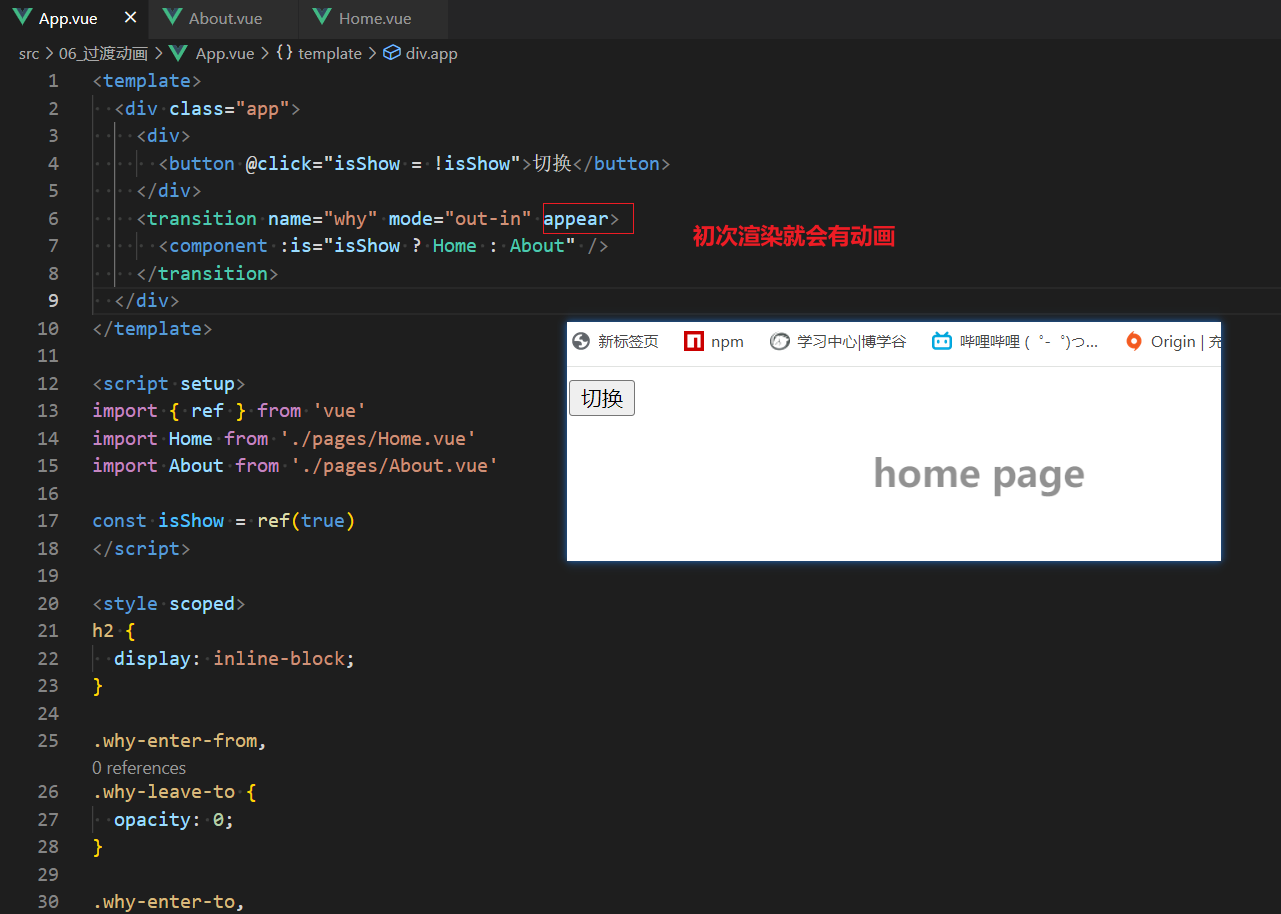 App.vue × About.vue Home.vue
src > 06_过渡动画 > App.vue > {} template > div.app
1 <template>
2 <div class="app">
3 <div>
4 <button @click="isShow = !isShow">切换</button>
5 </div>
6 <transition name="why" mode="out-in" appear>
初次渲染就会有动画
7 <component :is="isShow ? Home : About" />
8 </transition>
9 </div>
10 </template>
11
12 <script setup>
13 import { ref } from 'vue'
14 import Home from './pages/Home.vue'
15 import About from './pages/About.vue'
16
17 const isShow = ref(true)
18 </script>
19
20 <style scoped>
21 h2 {
22 display: inline-block;
23 }
24
25 .why-enter-from,
0 references
26 .why-leave-to {
27 opacity: 0;
28 }
29
30 .why-enter-to,
新标签页 npm 学习中心|博学谷 哔哩哔哩 (゜-゜)つ... Origin | 充
切换
home page